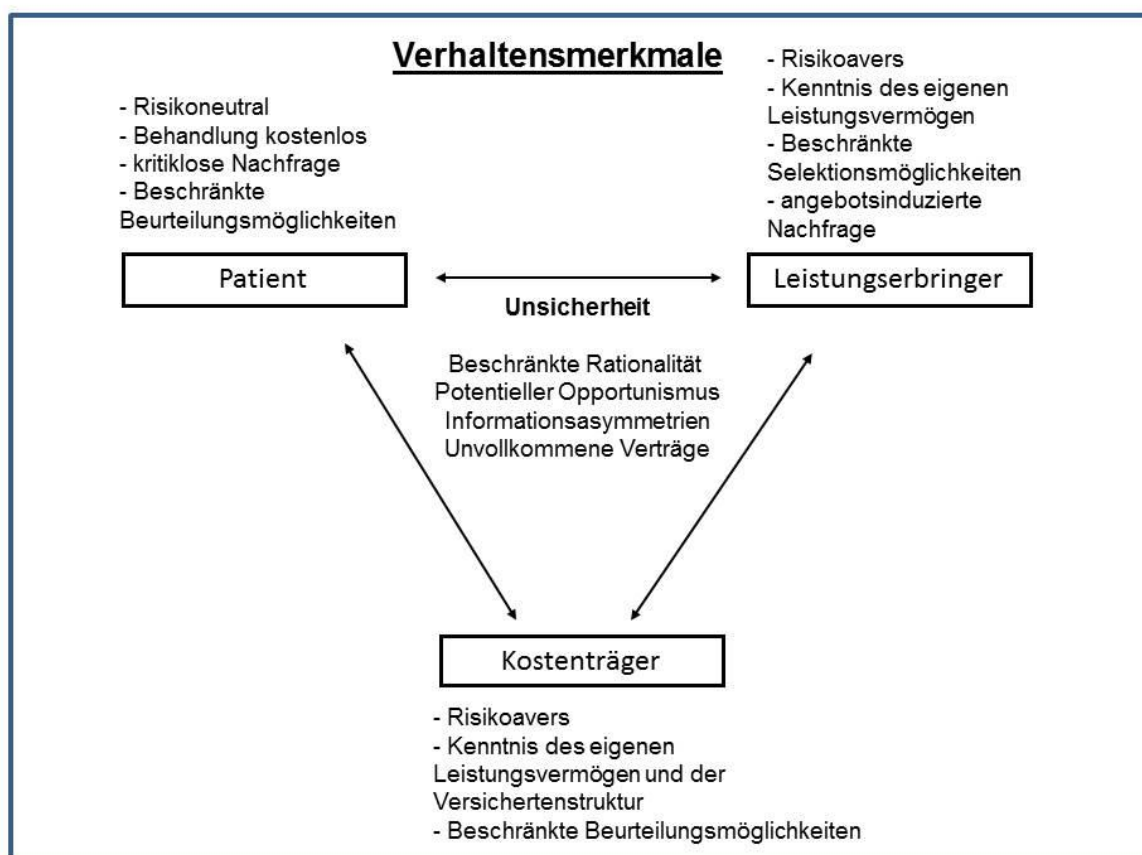 Verhaltensmerkmale
- Risikoneutral
- Behandlung kostenlos
- kritiklose Nachfrage
- Beschränkte
Beurteilungsmöglichkeiten
Patient
- Risikoavers
- Kenntnis des eigenen
Leistungsvermögen
- Beschränkte
Selektionsmöglichkeiten
- angebotsinduzierte
Nachfrage
Leistungserbringer
Unsicherheit
Beschränkte Rationalität
Potentieller Opportunismus
Informationsasymmetrien
Unvollkommene Verträge
Kostenträger
- Risikoavers
- Kenntnis des eigenen
Leistungsvermögen und der
Versichertenstruktur
- Beschränkte Beurteilungsmöglichkeiten